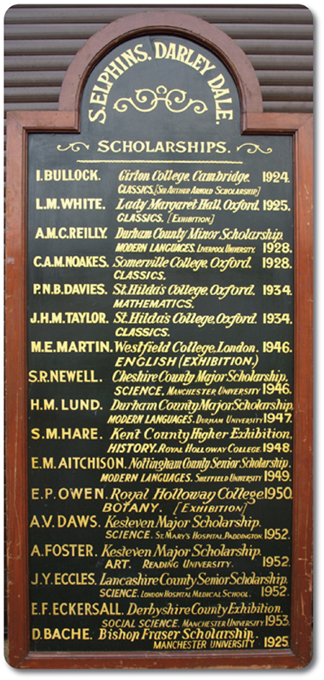 S. ELPHINS. DARLEY DALE.
SCHOLARSHIPS.
I. BULLOCK. Girton College, Cambridge. 1924.
CLASSICS. [Sir Arthur Arnold Scholarship]
L.M. WHITE. Lady Margaret Hall, Oxford. 1925.
CLASSICS. [Exhibition]
A.M.C. REILLY. Durham County Minor Scholarship
MODERN LANGUAGES. Liverpool University 1928.
C.A.M. NOAKES. Somerville College, Oxford. 1928.
CLASSICS.
P.N.B. DAVIES. St. Hilda's College, Oxford. 1934
MATHEMATICS.
J.H.M. TAYLOR. St. Hilda's College, Oxford. 1934.
CLASSICS.
M.E. MARTIN. Westfield College, London. 1946.
ENGLISH (EXHIBITION.)
S.R. NEWELL. Cheshire County Major Scholarship.
SCIENCE. Manchester University 1946.
H.M. LUND. Durham County Major Scholarship.
MODERN LANGUAGES. Durham University 1947.
S.M. HARE. Kent County Higher Exhibition.
HISTORY. Royal Holloway College 1948.
E.M. AITCHISON. Nottingham County Senior Scholarship.
MODERN LANGUAGES. Sheffield University 1949.
E.P. OWEN. Royal Holloway College 1950.
BOTANY. [Exhibition]
A.V. DAWS. Kesteven Major Scholarship.
SCIENCE. St. Mary's Hospital, Paddington 1952.
A. FOSTER. Kesteven Major Scholarship.
ART. Reading University. 1952.
J.Y. ECCLES. Lancashire County Senior Scholarship.
SCIENCE. London Hospital Medical School. 1952.
E.F. ECKERSALL. Derbyshire County Exhibition.
SOCIAL SCIENCE. Manchester University 1953.
D. BACHE. Bishop Fraser Scholarship.
MANCHESTER UNIVERSITY 1925